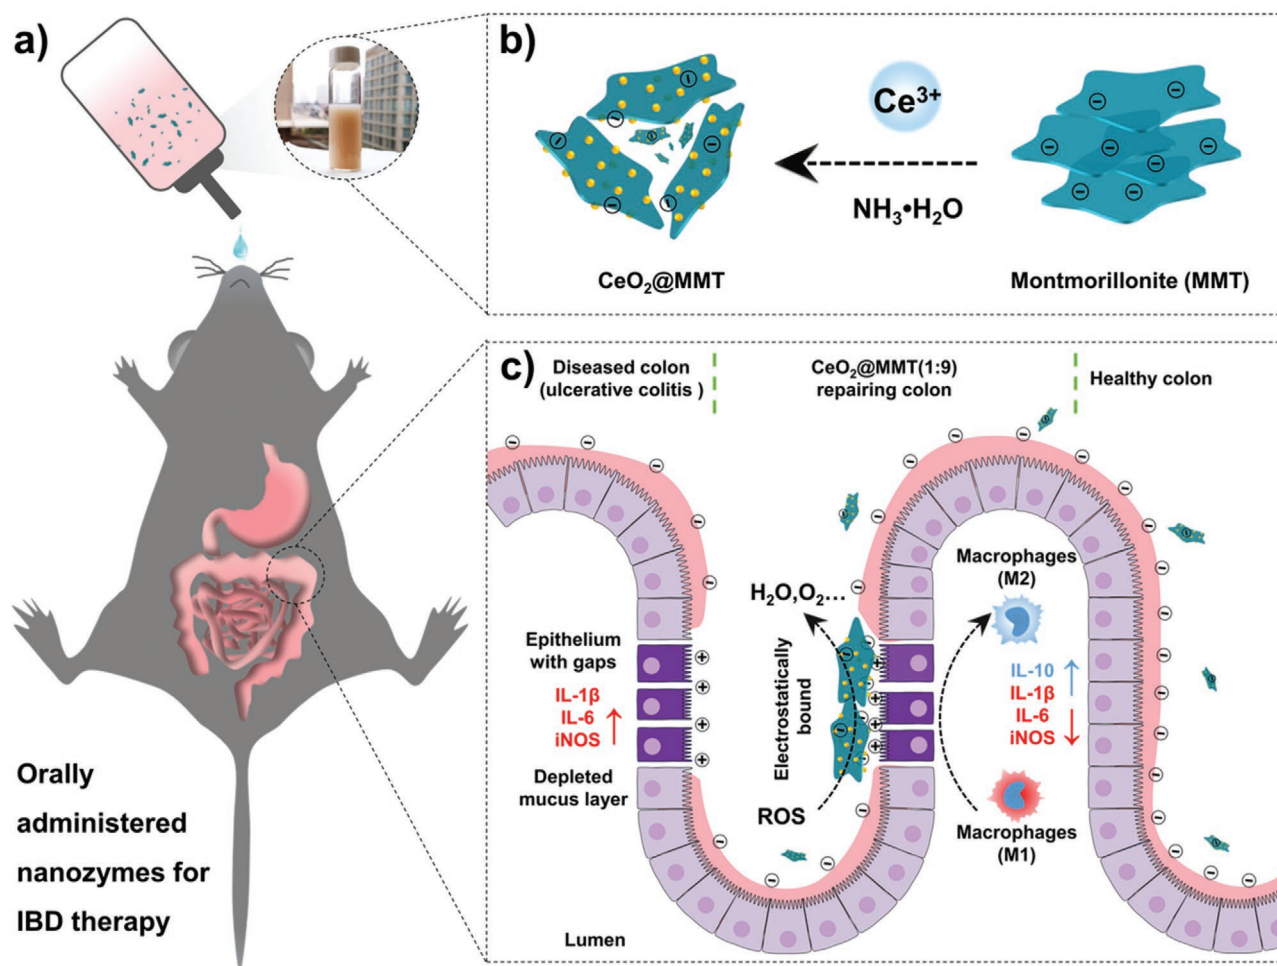 a)
Orally
administered
nanozymes for
IBD therapy
b)
Ce³⁺
NH₃•H₂O
CeO₂@MMT
Montmorillonite (MMT)
c)
Diseased colon
(ulcerative colitis )
CeO₂@MMT(1:9)
repairing colon
Healthy colon
Epithelium
with gaps
IL-1β
IL-6
iNOS
Depleted
mucus layer
H₂O,O₂...
Electrostatically
bound
ROS
Macrophages
(M2)
IL-10
IL-1β
IL-6
iNOS
Macrophages
(M1)
Lumen